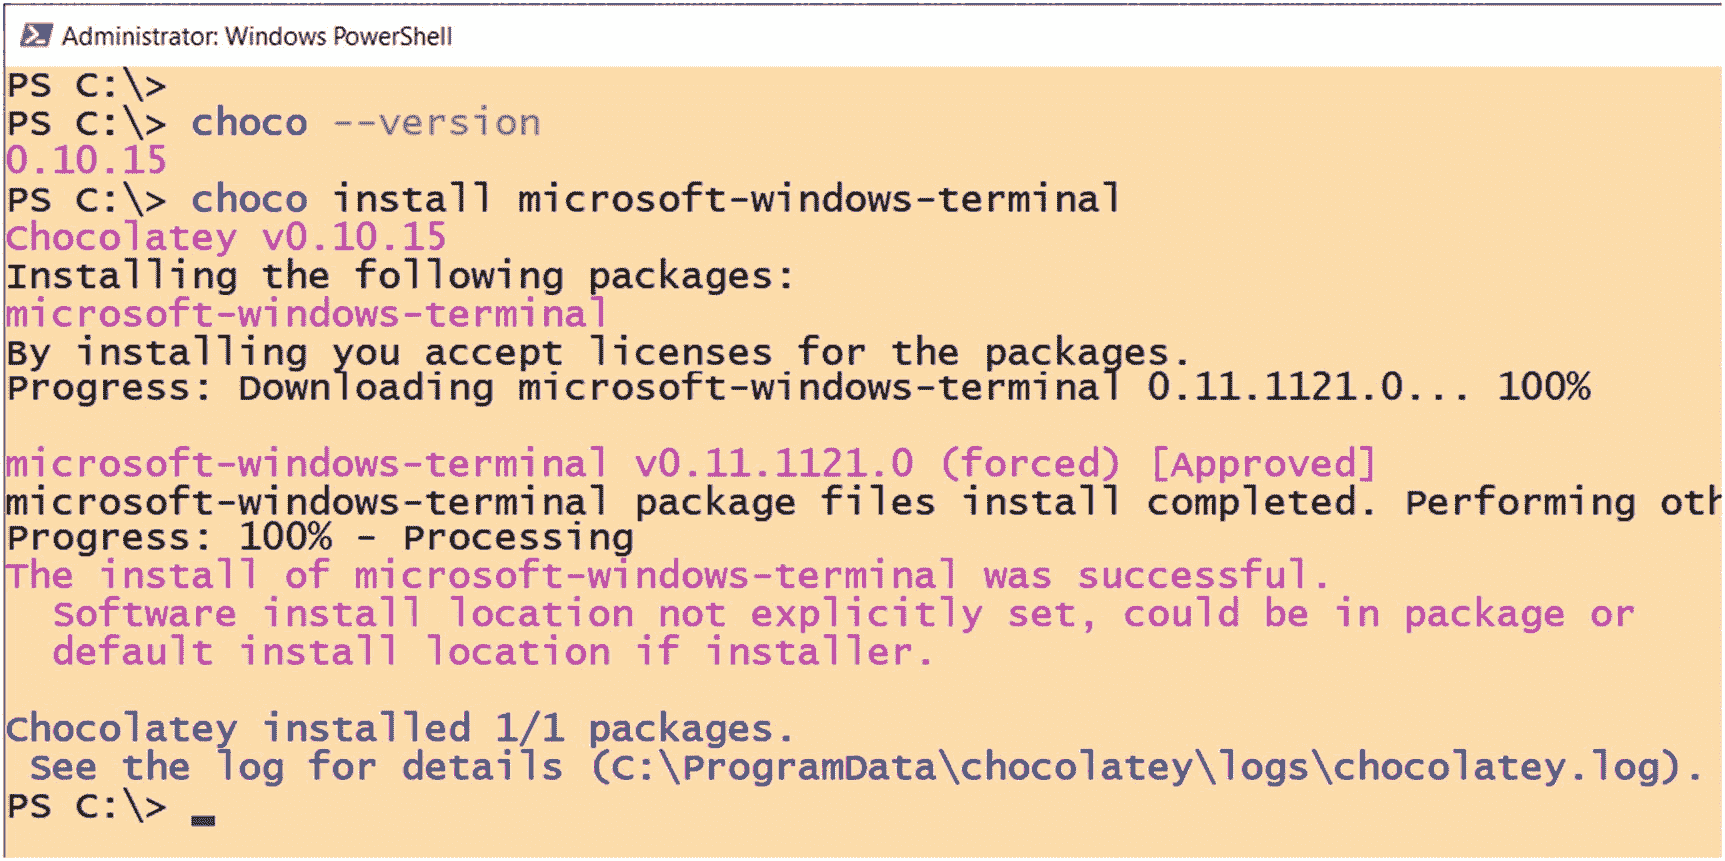 Administrator: Windows PowerShell
PS C:\>
PS C:\> choco --version
0.10.15
PS C:\> choco install microsoft-windows-terminal
Chocolatey v0.10.15
Installing the following packages:
microsoft-windows-terminal
By installing you accept licenses for the packages.
Progress: Downloading microsoft-windows-terminal 0.11.1121.0... 100%
microsoft-windows-terminal v0.11.1121.0 (forced) [Approved]
microsoft-windows-terminal package files install completed. Performing oth
Progress: 100% - Processing
The install of microsoft-windows-terminal was successful.
Software install location not explicitly set, could be in package or
default install location if installer.
Chocolatey installed 1/1 packages.
See the log for details (C:\ProgramData\chocolatey\logs\chocolatey.log).
PS C:\>